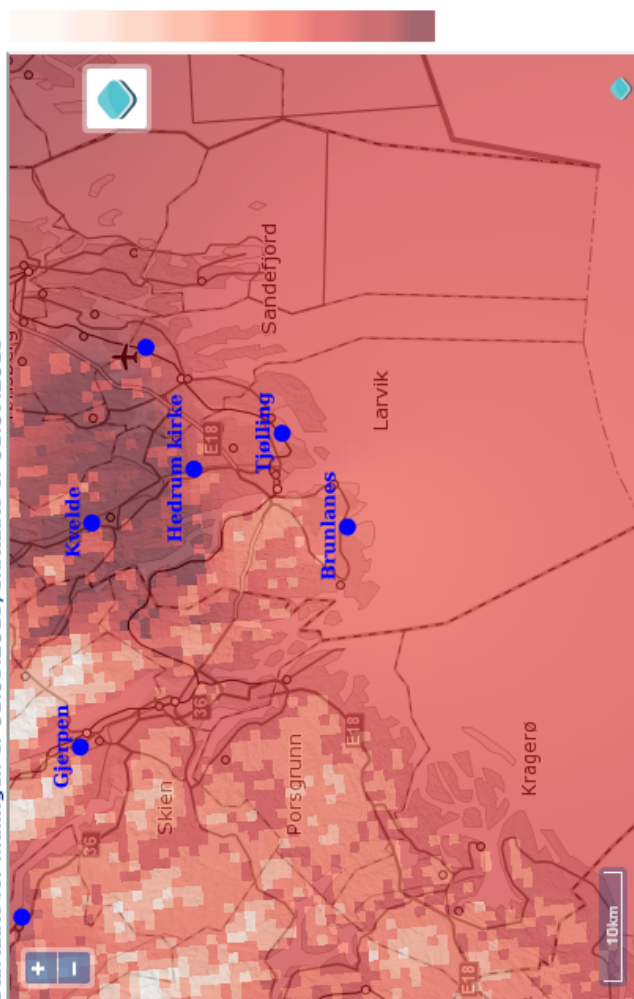 +
Gjerpen
Kvelde
−
36
Skien
Hedrum kirke
36
E18
Tjølling
Sandefjord
Porsgrunn
Brunlanes
E18
Larvik
E18
Kragerø
10km